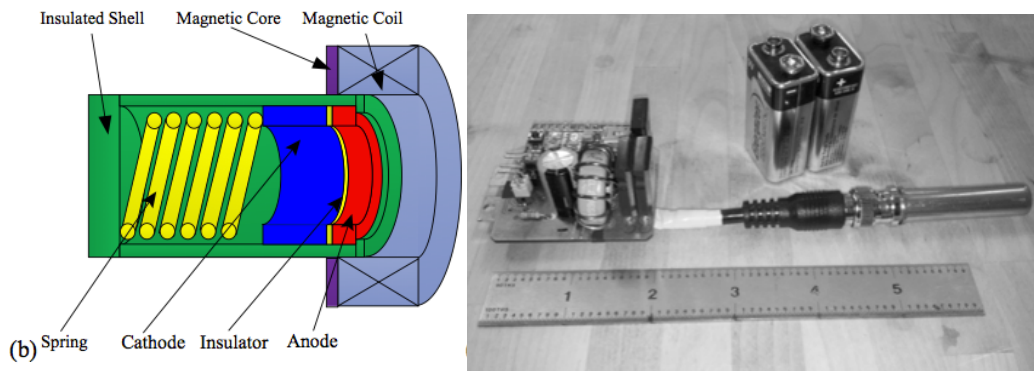 Insulated Shell
Magnetic Core
Magnetic Coil
Spring
Cathode
Insulator
Anode
(b)
1 2 3 4 5